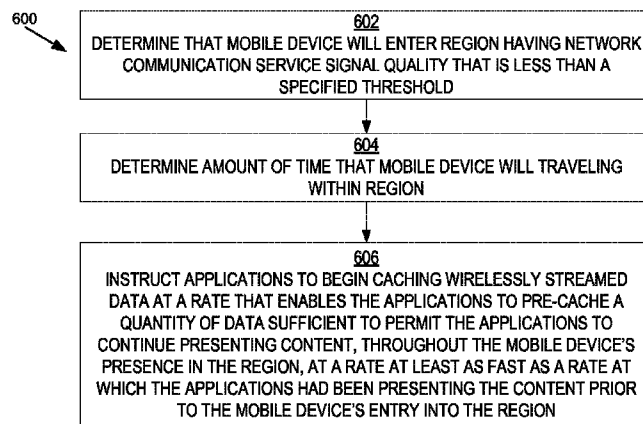 600
602
DETERMINE THAT MOBILE DEVICE WILL ENTER REGION HAVING NETWORK
COMMUNICATION SERVICE SIGNAL QUALITY THAT IS LESS THAN A
SPECIFIED THRESHOLD
604
DETERMINE AMOUNT OF TIME THAT MOBILE DEVICE WILL TRAVELING
WITHIN REGION
606
INSTRUCT APPLICATIONS TO BEGIN CACHING WIRELESSLY STREAMED
DATA AT A RATE THAT ENABLES THE APPLICATIONS TO PRE-CACHE A
QUANTITY OF DATA SUFFICIENT TO PERMIT THE APPLICATIONS TO
CONTINUE PRESENTING CONTENT, THROUGHOUT THE MOBILE DEVICE'S
PRESENCE IN THE REGION, AT A RATE AT LEAST AS FAST AS A RATE AT
WHICH THE APPLICATIONS HAD BEEN PRESENTING THE CONTENT PRIOR
TO THE MOBILE DEVICE'S ENTRY INTO THE REGION